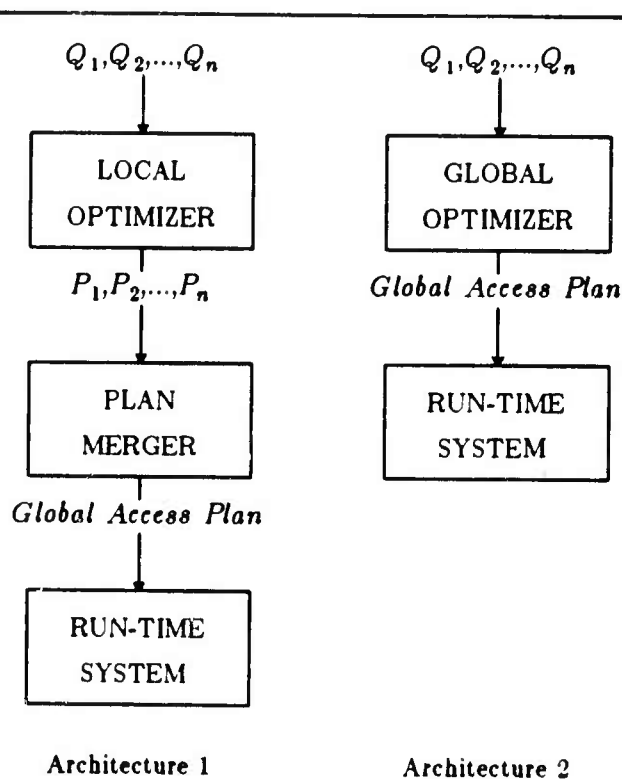 Q1,Q2,...,Qn
LOCAL
OPTIMIZER
P1,P2,...,Pn
PLAN
MERGER
Global Access Plan
RUN-TIME
SYSTEM
Architecture 1
Q1,Q2,...,Qn
GLOBAL
OPTIMIZER
Global Access Plan
RUN-TIME
SYSTEM
Architecture 2